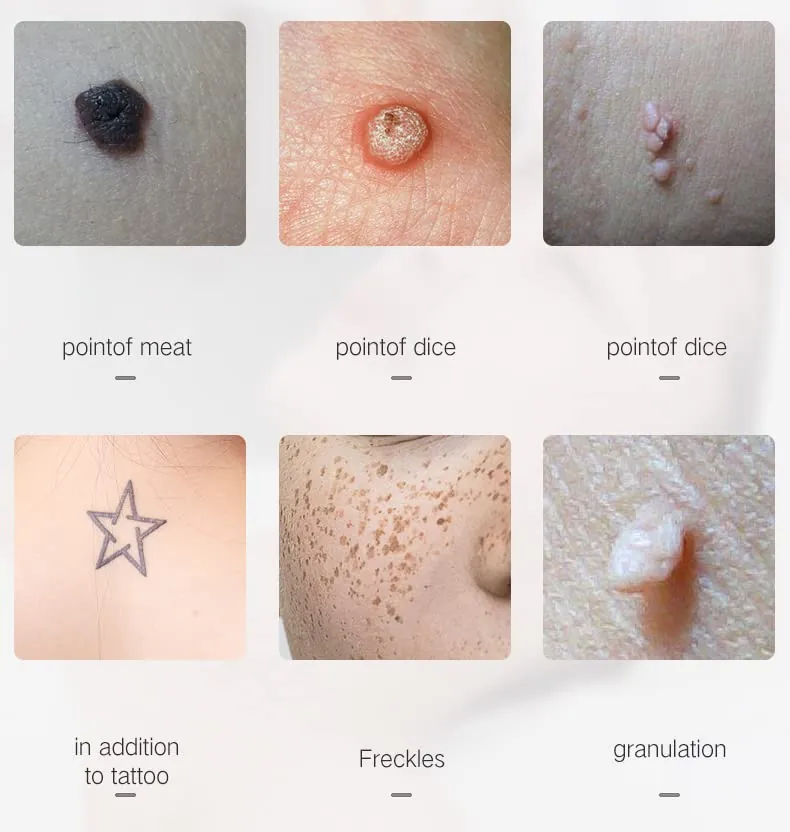 pointof meat
pointof dice
pointof dice
in addition
to tattoo
Freckles
granulation